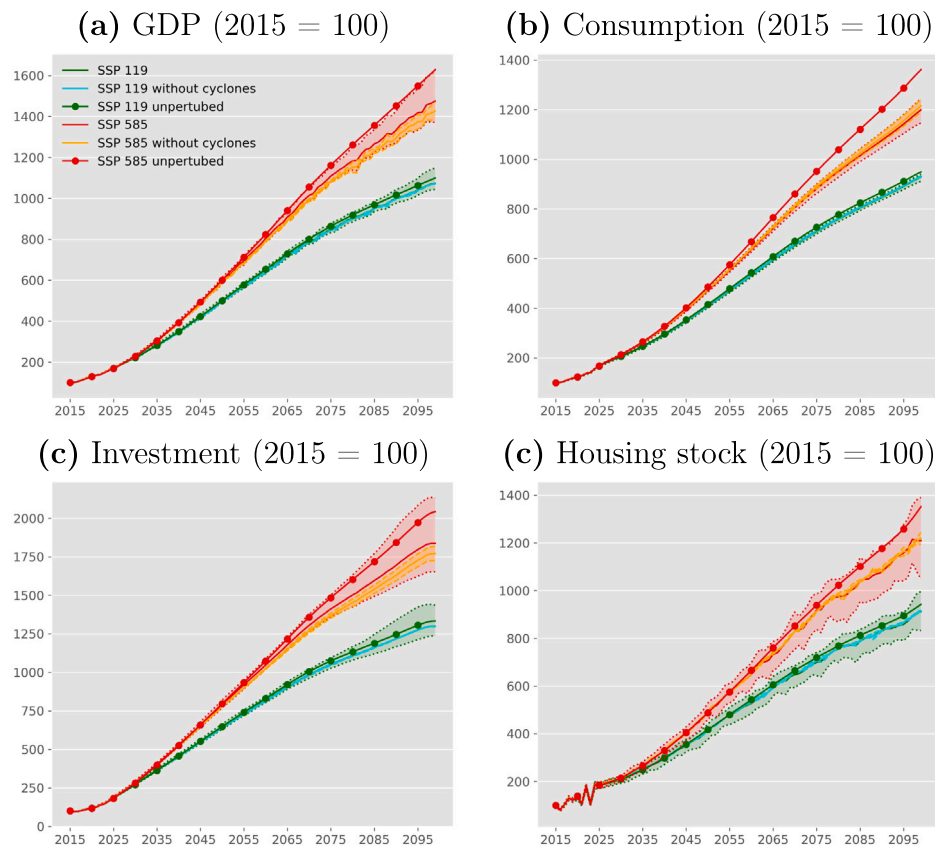 (a) GDP (2015 = 100)
(b) Consumption (2015 = 100)
1600
1400
1200
1000
800
600
400
200
SSP 119
SSP 119 without cyclones
SSP 119 unpertubed
SSP 585
SSP 585 without cyclones
SSP 585 unpertubed
2015 2025 2035 2045 2055 2065 2075 2085 2095
1400
1200
1000
800
600
400
200
2015 2025 2035 2045 2055 2065 2075 2085 2095
(c) Investment (2015 = 100)
(c) Housing stock (2015 = 100)
2000
1750
1500
1250
1000
750
500
250
0
2015 2025 2035 2045 2055 2065 2075 2085 2095
1400
1200
1000
800
600
400
200
0
2015 2025 2035 2045 2055 2065 2075 2085 2095